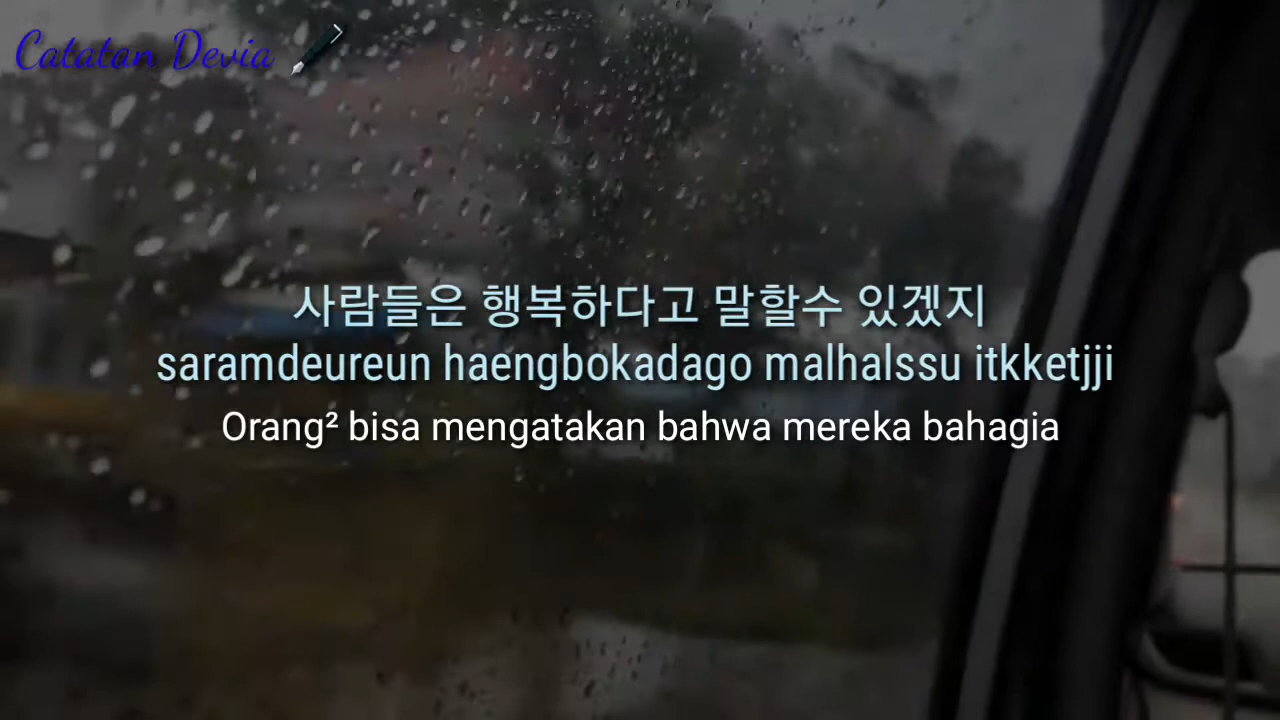 Catatan Devia
사람들은 행복하다고 말할수 있겠지
saramdeureun haengbokadago malhalssu itkketjji
Orang² bisa mengatakan bahwa mereka bahagia